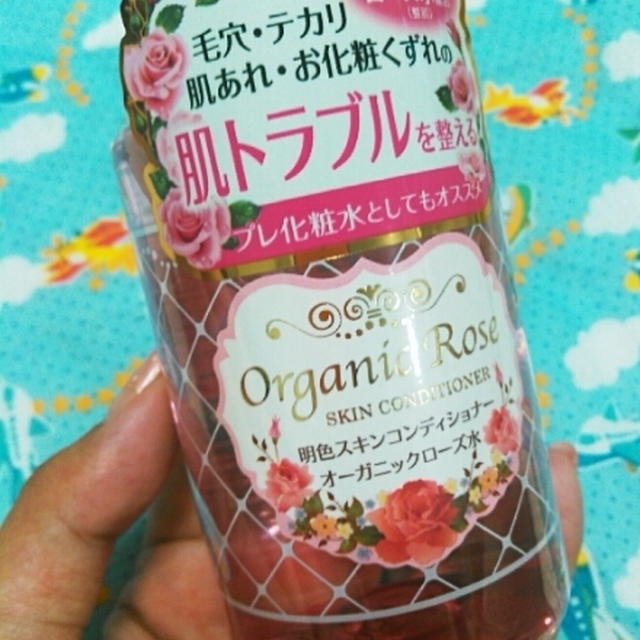 毛穴・テカリ
肌あれ・お化粧くずれの
肌トラブルを整える
プレ化粧水としてもオススメ
Organic Rose
SKIN CONDITIONER
明色スキンコンディショナー
オーガニックローズ水